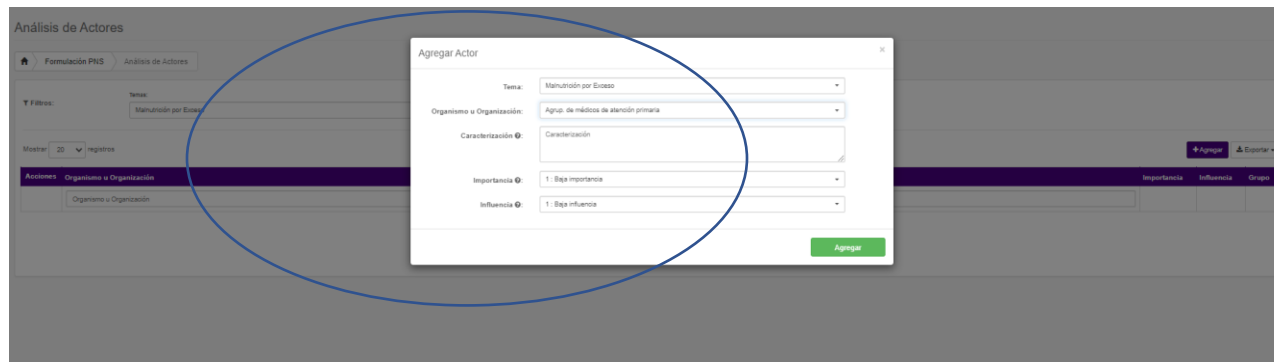 Análisis de Actores
Formulación PNS Análisis de Actores
Filtros:
Temas:
Malnutrición por Exceso
Mostrar 20 registros
+Agregar Exportar
Acciones Organismo u Organización Importancia Influencia Grupo
Organismo u Organización
Agregar Actor ×
Tema: Malnutrición por Exceso
Organismo u Organización: Agrup. de médicos de atención primaria
Caracterización ?: Caracterización
Importancia ?: 1 : Baja importancia
Influencia ?: 1 : Baja influencia
Agregar